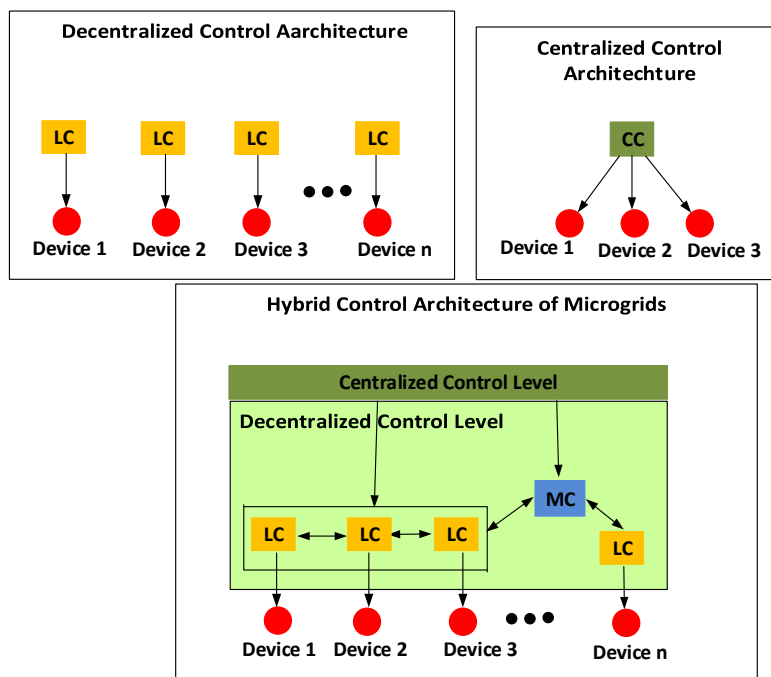 Decentralized Control Aarchitecture
LC LC LC LC
Device 1 Device 2 Device 3 Device n
Centralized Control
Architechture
CC
Device 1 Device 2 Device 3
Hybrid Control Architecture of Microgrids
Centralized Control Level
Decentralized Control Level
MC
LC LC LC LC
Device 1 Device 2 Device 3 Device n